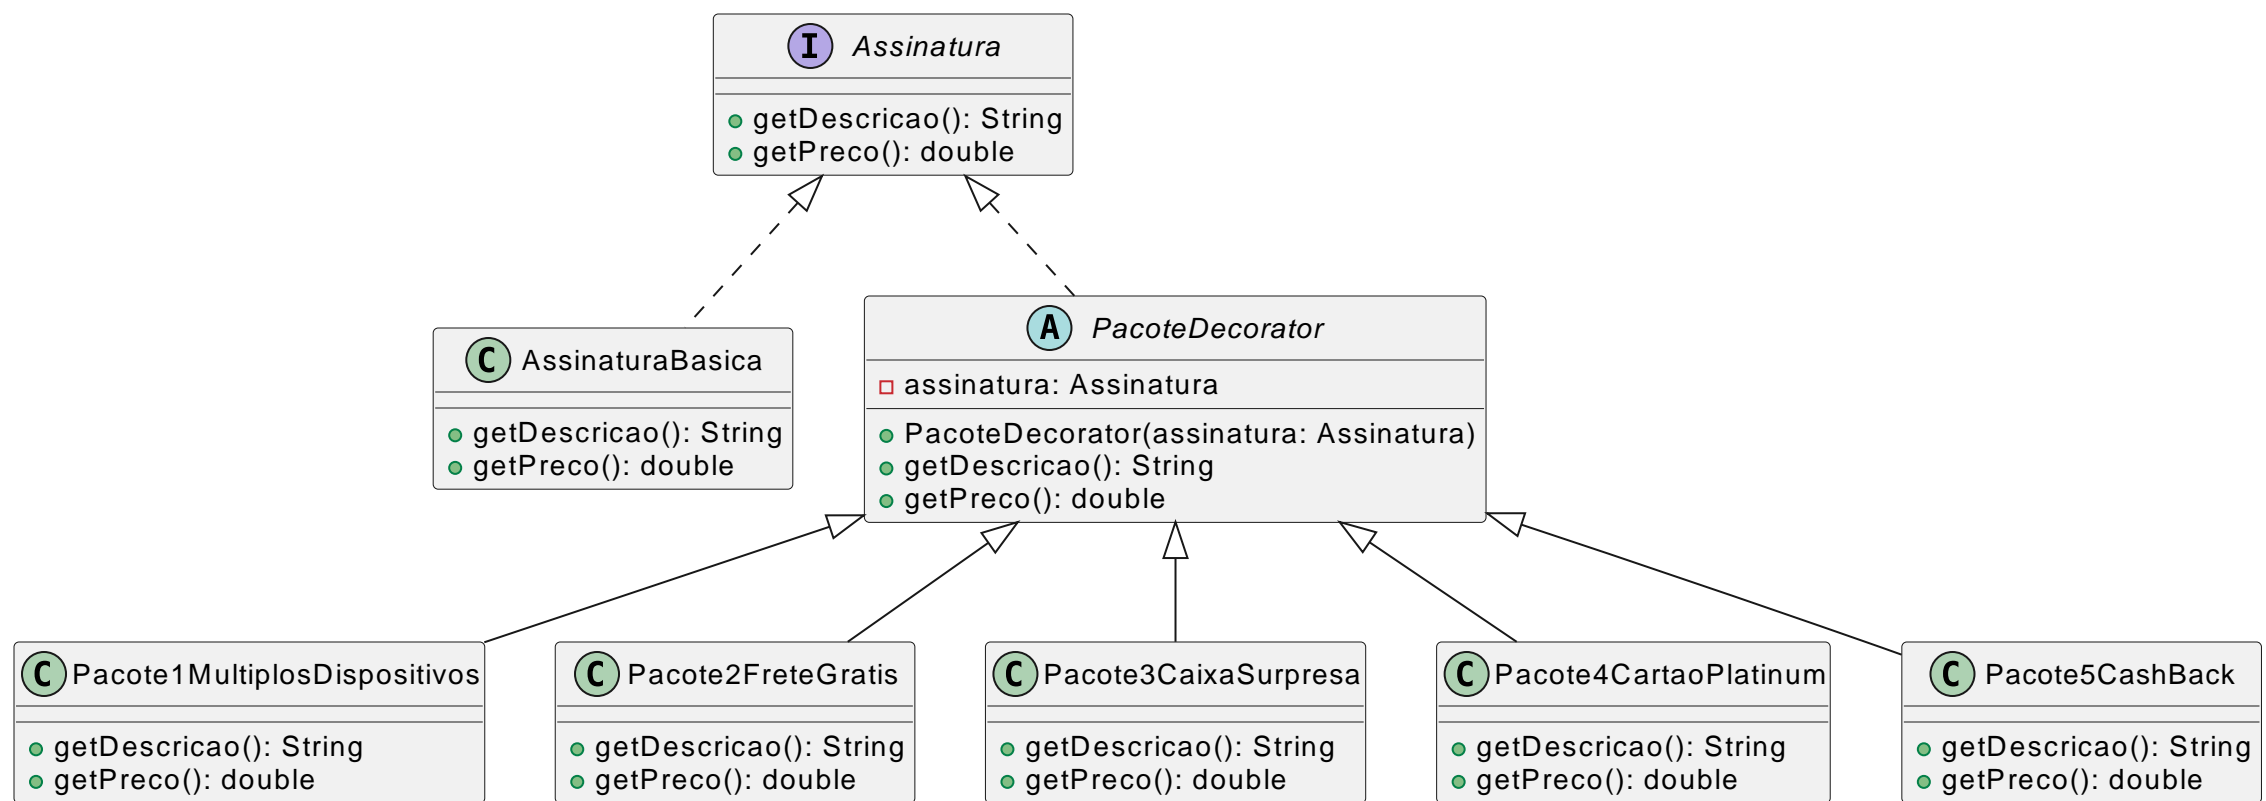 I Assinatura
getDescricao(): String
getPreco(): double
C AssinaturaBasica
getDescricao(): String
getPreco(): double
A PacoteDecorator
assinatura: Assinatura
PacoteDecorator(assinatura: Assinatura)
getDescricao(): String
getPreco(): double
C Pacote1MultiplosDispositivos
getDescricao(): String
getPreco(): double
C Pacote2FreteGratis
getDescricao(): String
getPreco(): double
C Pacote3CaixaSurpresa
getDescricao(): String
getPreco(): double
C Pacote4CartaoPlatinum
getDescricao(): String
getPreco(): double
C Pacote5CashBack
getDescricao(): String
getPreco(): double